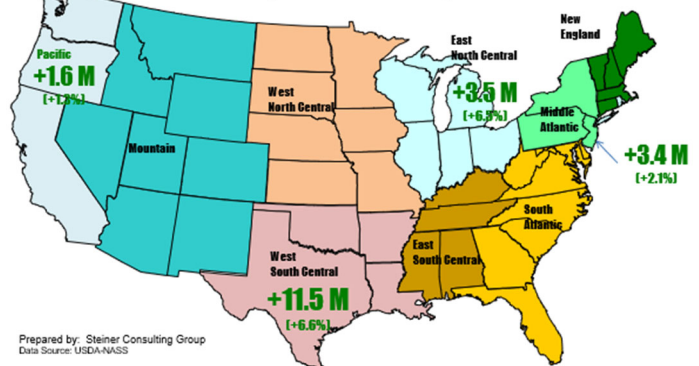 New
England
East
North Central
Pacific
+1.6 M
+3.5 M
West
North Central
Middle
Atlantic
Mountain
+3.4 M
(+2.1%)
South
Atlantic
East
South Central
West
South Central
+11.5 M
(+6.6%)
Prepared by: Steiner Consulting Group
Data Source: USDA-NASS